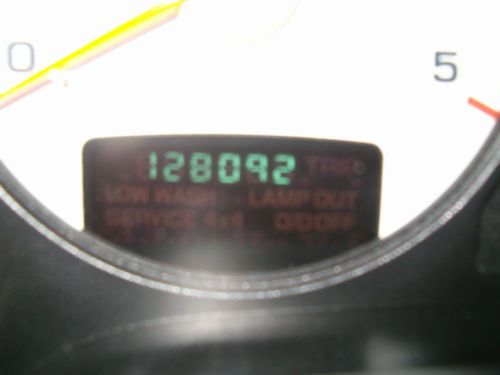 0
5
128092 TRIP
LOW WASH LAMP OUT
SERVICE 4x4 O/D OFF